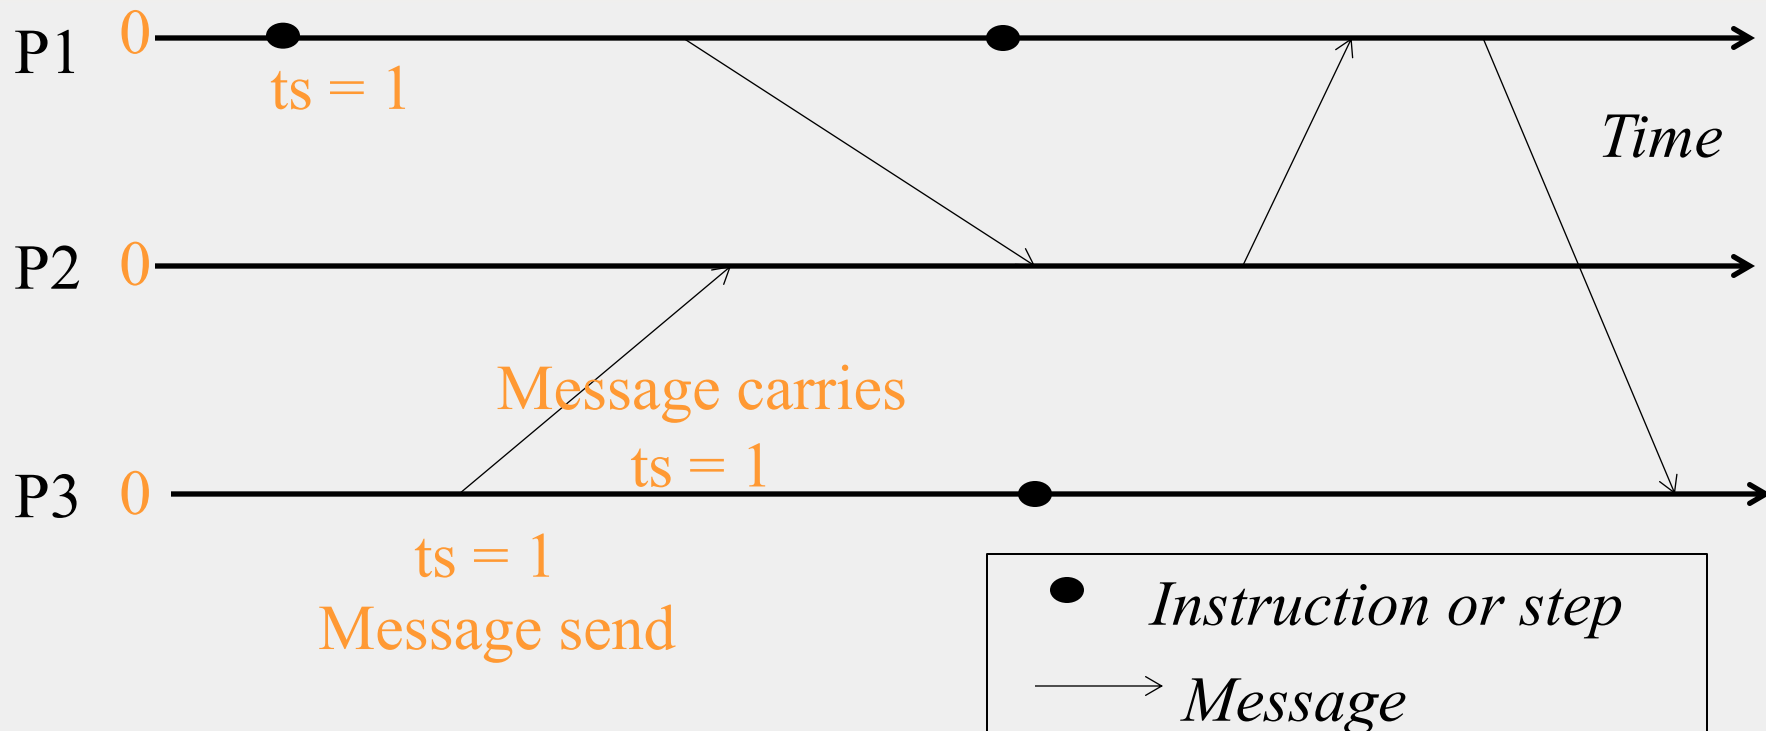 P1 0
ts = 1
Time
P2 0
Message carries
ts = 1
P3 0
ts = 1
Message send
Instruction or step
Message